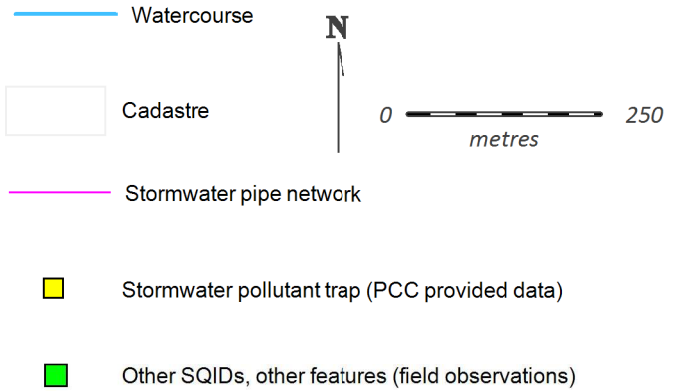 Watercourse
N
Cadastre
0 250
metres
Stormwater pipe network
Stormwater pollutant trap (PCC provided data)
Other SQIDs, other features (field observations)